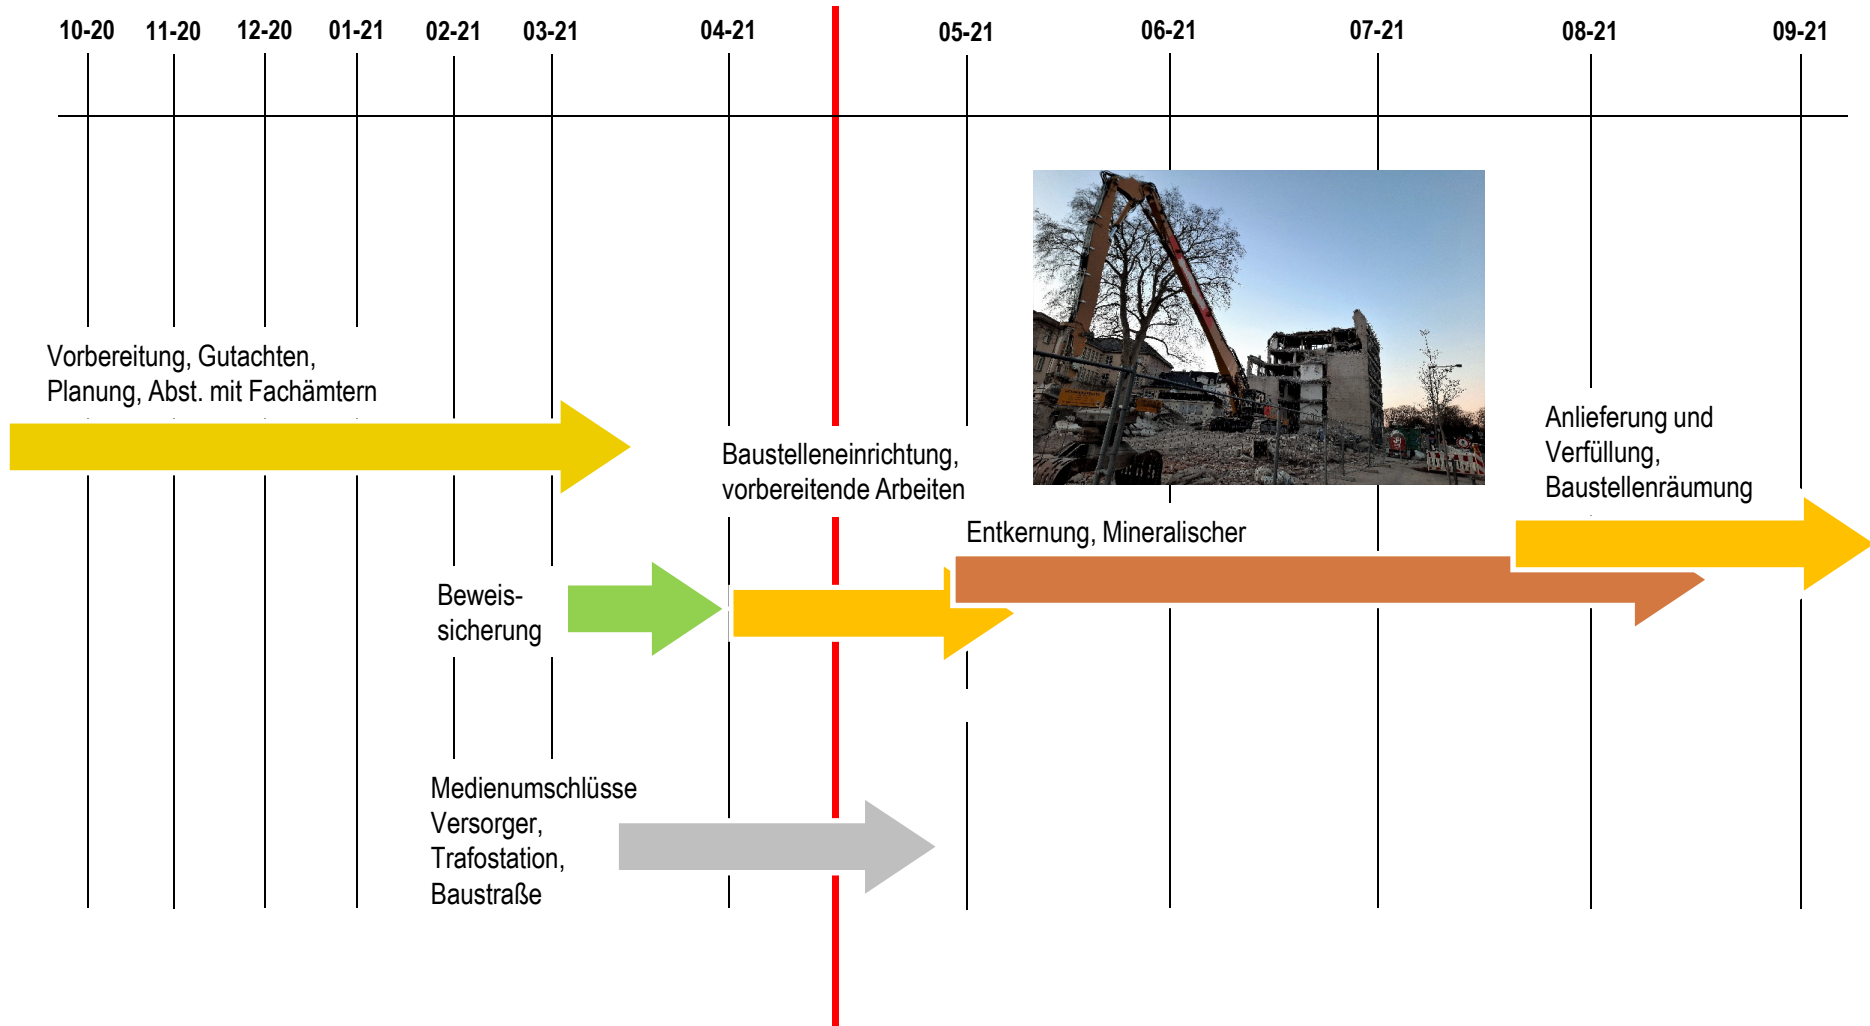 10-20 11-20 12-20 01-21 02-21 03-21 04-21 05-21 06-21 07-21 08-21 09-21
Vorbereitung, Gutachten,
Planung, Abst. mit Fachämtern
Baustelleneinrichtung,
vorbereitende Arbeiten
Anlieferung und
Verfüllung,
Baustellenräumung
Entkernung, Mineralischer
Beweis-
sicherung
Medienumschlüsse
Versorger,
Trafostation,
Baustraße